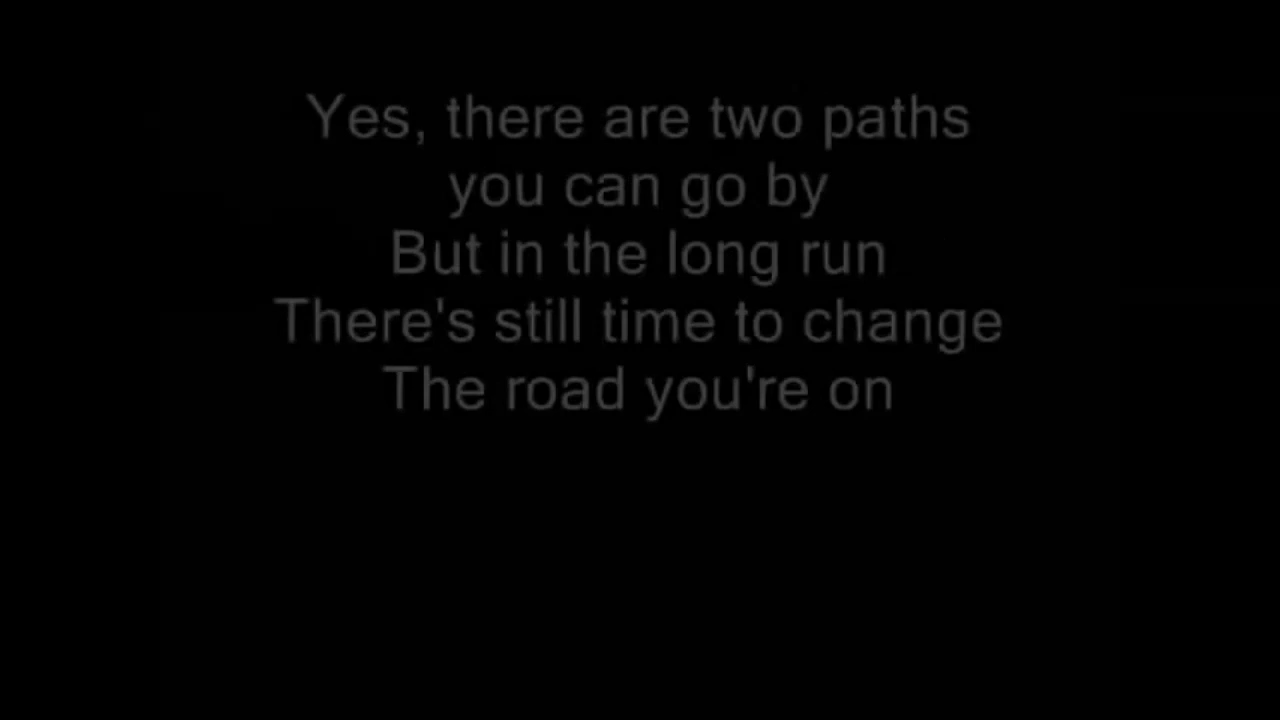 Yes, there are two paths
you can go by
But in the long run
There's still time to change
The road you're on